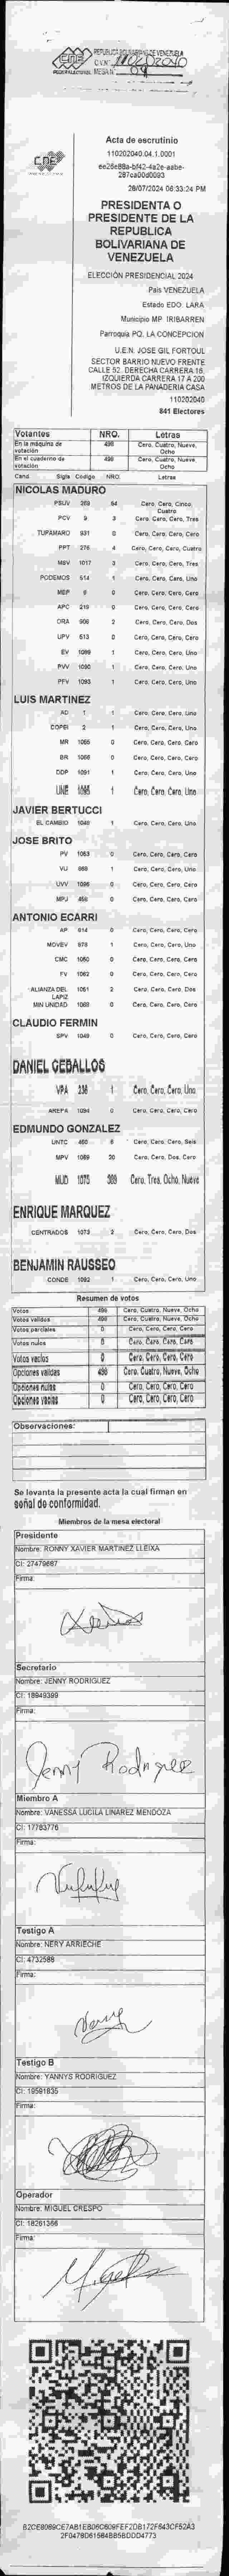 CNE
PODER ELECTORAL
REPUBLICA BOLIVARIANA DE VENEZUELA
C.V.Nº: 110202040
MESA Nº: 04
Acta de escrutinio
110202040.04.1.0001
28/07/2024 06:33:24 PM
PRESIDENTA O
PRESIDENTE DE LA
REPUBLICA
BOLIVARIANA DE
VENEZUELA
ELECCIÓN PRESIDENCIAL 2024
País VENEZUELA
Estado EDO. LARA
Municipio MP. IRIBARREN
Parroquia PQ. LA CONCEPCION
U.E.N. JOSE GIL FORTOUL
SECTOR BARRIO NUEVO FRENTE
CALLE 52. DERECHA CARRERA 16.
IZQUIERDA CARRERA 17 A 200
METROS DE LA PANADERIA CASA
110202040
841 Electores
Votantes NRO. Letras
En la máquina de votación 498 Cero, Cuatro, Nueve, Ocho
En el cuaderno de votación 498 Cero, Cuatro, Nueve, Ocho
Cand. Sigla Código NRO Letras
NICOLAS MADURO
PSUV 54 Cero, Cero, Cinco, Cuatro
PCV 9 3 Cero, Cero, Cero, Tres
TUPAMARO 931 0 Cero, Cero, Cero, Cero
PPT 276 4 Cero, Cero, Cero, Cuatro
MSV 1017 3 Cero, Cero, Cero, Tres
PODEMOS 514 1 Cero, Cero, Cero, Uno
MEP 0 Cero, Cero, Cero, Cero
APC 219 0 Cero, Cero, Cero, Cero
ORA 906 2 Cero, Cero, Cero, Dos
UPV 613 0 Cero, Cero, Cero, Cero
EV 1089 1 Cero, Cero, Cero, Uno
PVV 1090 1 Cero, Cero, Cero, Uno
PFV 1093 1 Cero, Cero, Cero, Uno
LUIS MARTINEZ
AD 1 1 Cero, Cero, Cero, Uno
COPEI 2 1 Cero, Cero, Cero, Uno
MR 1065 0 Cero, Cero, Cero, Cero
BR 1066 0 Cero, Cero, Cero, Cero
DDP 1091 1 Cero, Cero, Cero, Uno
UNE 1095 1 Cero, Cero, Cero, Uno
JAVIER BERTUCCI
EL CAMBIO 1048 1 Cero, Cero, Cero, Uno
JOSE BRITO
PV 1053 0 Cero, Cero, Cero, Cero
VU 869 1 Cero, Cero, Cero, Uno
UVV 1096 0 Cero, Cero, Cero, Cero
MPJ 456 0 Cero, Cero, Cero, Cero
ANTONIO ECARRI
AP 914 0 Cero, Cero, Cero, Cero
MOVEV 978 1 Cero, Cero, Cero, Uno
CMC 1050 0 Cero, Cero, Cero, Cero
FV 1062 0 Cero, Cero, Cero, Cero
ALIANZA DEL LAPIZ 1051 2 Cero, Cero, Cero, Dos
MIN UNIDAD 1068 0 Cero, Cero, Cero, Cero
CLAUDIO FERMIN
SPV 1049 0 Cero, Cero, Cero, Cero
DANIEL CEBALLOS
VPA 236 1 Cero, Cero, Cero, Uno
AREPA 1094 0 Cero, Cero, Cero, Cero
EDMUNDO GONZALEZ
UNTC 460 6 Cero, Cero, Cero, Seis
MPV 1069 20 Cero, Cero, Dos, Cero
MUD 1075 389 Cero, Tres, Ocho, Nueve
ENRIQUE MARQUEZ
CENTRADOS 1073 2 Cero, Cero, Cero, Dos
BENJAMIN RAUSSEO
CONDE 1092 1 Cero, Cero, Cero, Uno
Resumen de votos
Votos 498 Cero, Cuatro, Nueve, Ocho
Votos validos 498 Cero, Cuatro, Nueve, Ocho
Votos parciales 0 Cero, Cero, Cero, Cero
Votos nulos 0 Cero, Cero, Cero, Cero
Votos vacíos 0 Cero, Cero, Cero, Cero
Opciones validas 498 Cero, Cuatro, Nueve, Ocho
Opciones nulas 0 Cero, Cero, Cero, Cero
Opciones vacías 0 Cero, Cero, Cero, Cero
Observaciones:
Se levanta la presente acta la cual firman en
señal de conformidad.
Miembros de la mesa electoral
Presidente
Nombre: RONNY XAVIER MARTINEZ LLEIXA
CI: 27479687
Firma:
Secretario
Nombre: JENNY RODRIGUEZ
CI: 18949399
Firma:
Jenny Rodriguez
Miembro A
Nombre: VANESSA LUCILA LINAREZ MENDOZA
CI: 17783776
Firma:
Testigo A
Nombre: NERY ARRIECHE
CI: 4732588
Firma:
Testigo B
Nombre: YANNYS RODRIGUEZ
CI: 19591835
Firma:
Operador
Nombre: MIGUEL CRESPO
CI: 18261366
Firma: